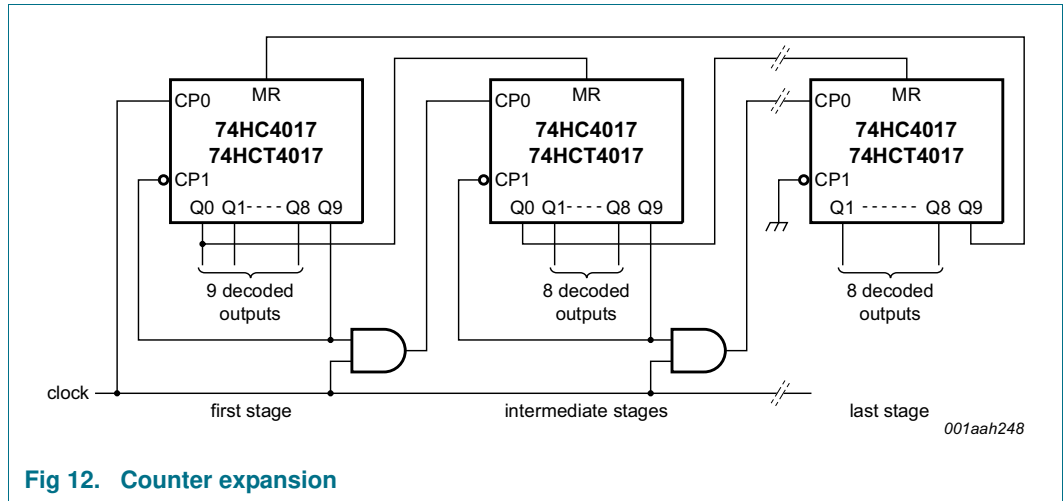 MR
CP0
74HC4017
74HCT4017
CP1
Q0 Q1 - - - - Q8 Q9
9 decoded
outputs
MR
CP0
74HC4017
74HCT4017
CP1
Q0 Q1 - - - - Q8 Q9
8 decoded
outputs
MR
CP0
74HC4017
74HCT4017
CP1
Q1 - - - - - - Q8 Q9
8 decoded
outputs
clock
first stage
intermediate stages
last stage
001aah248
Fig 12. Counter expansion